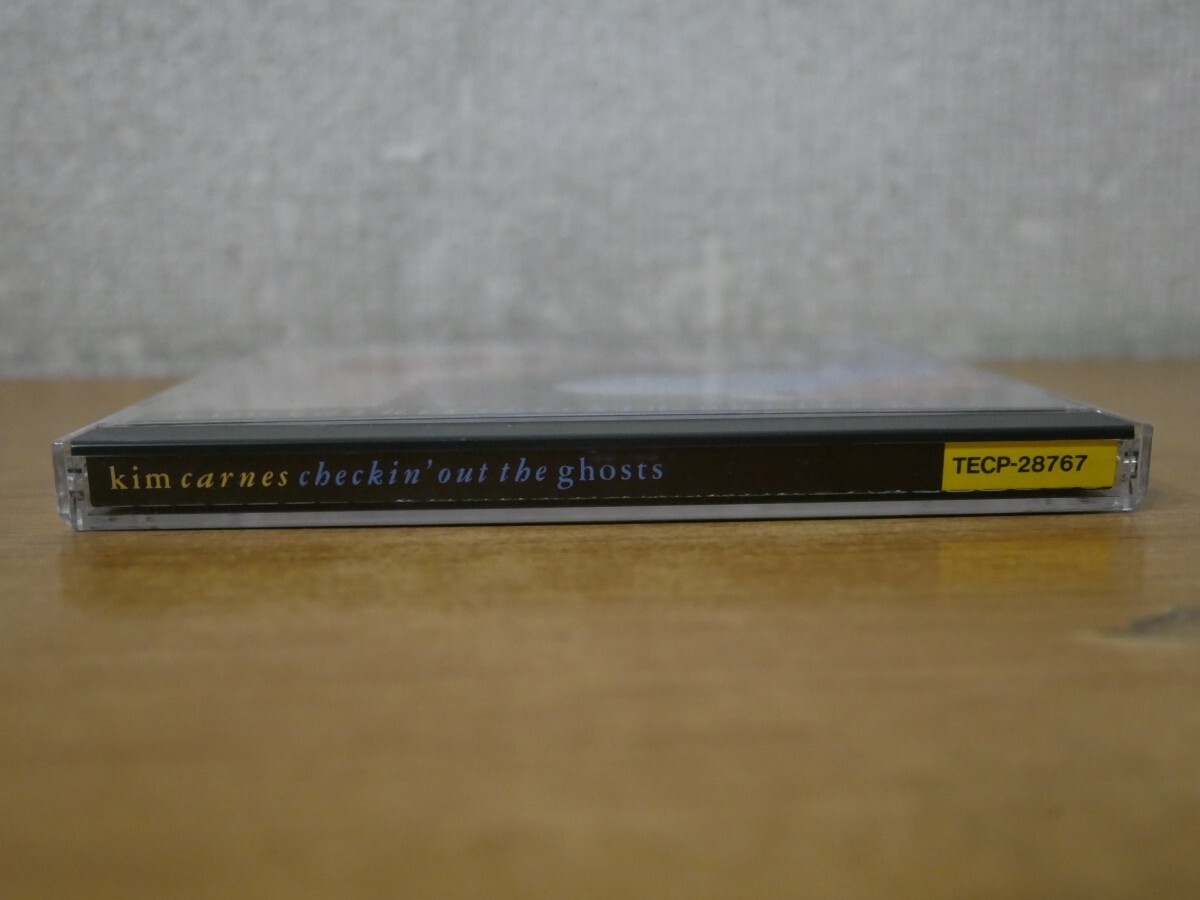 kim carnes checkin' out the ghosts
TECP-28767